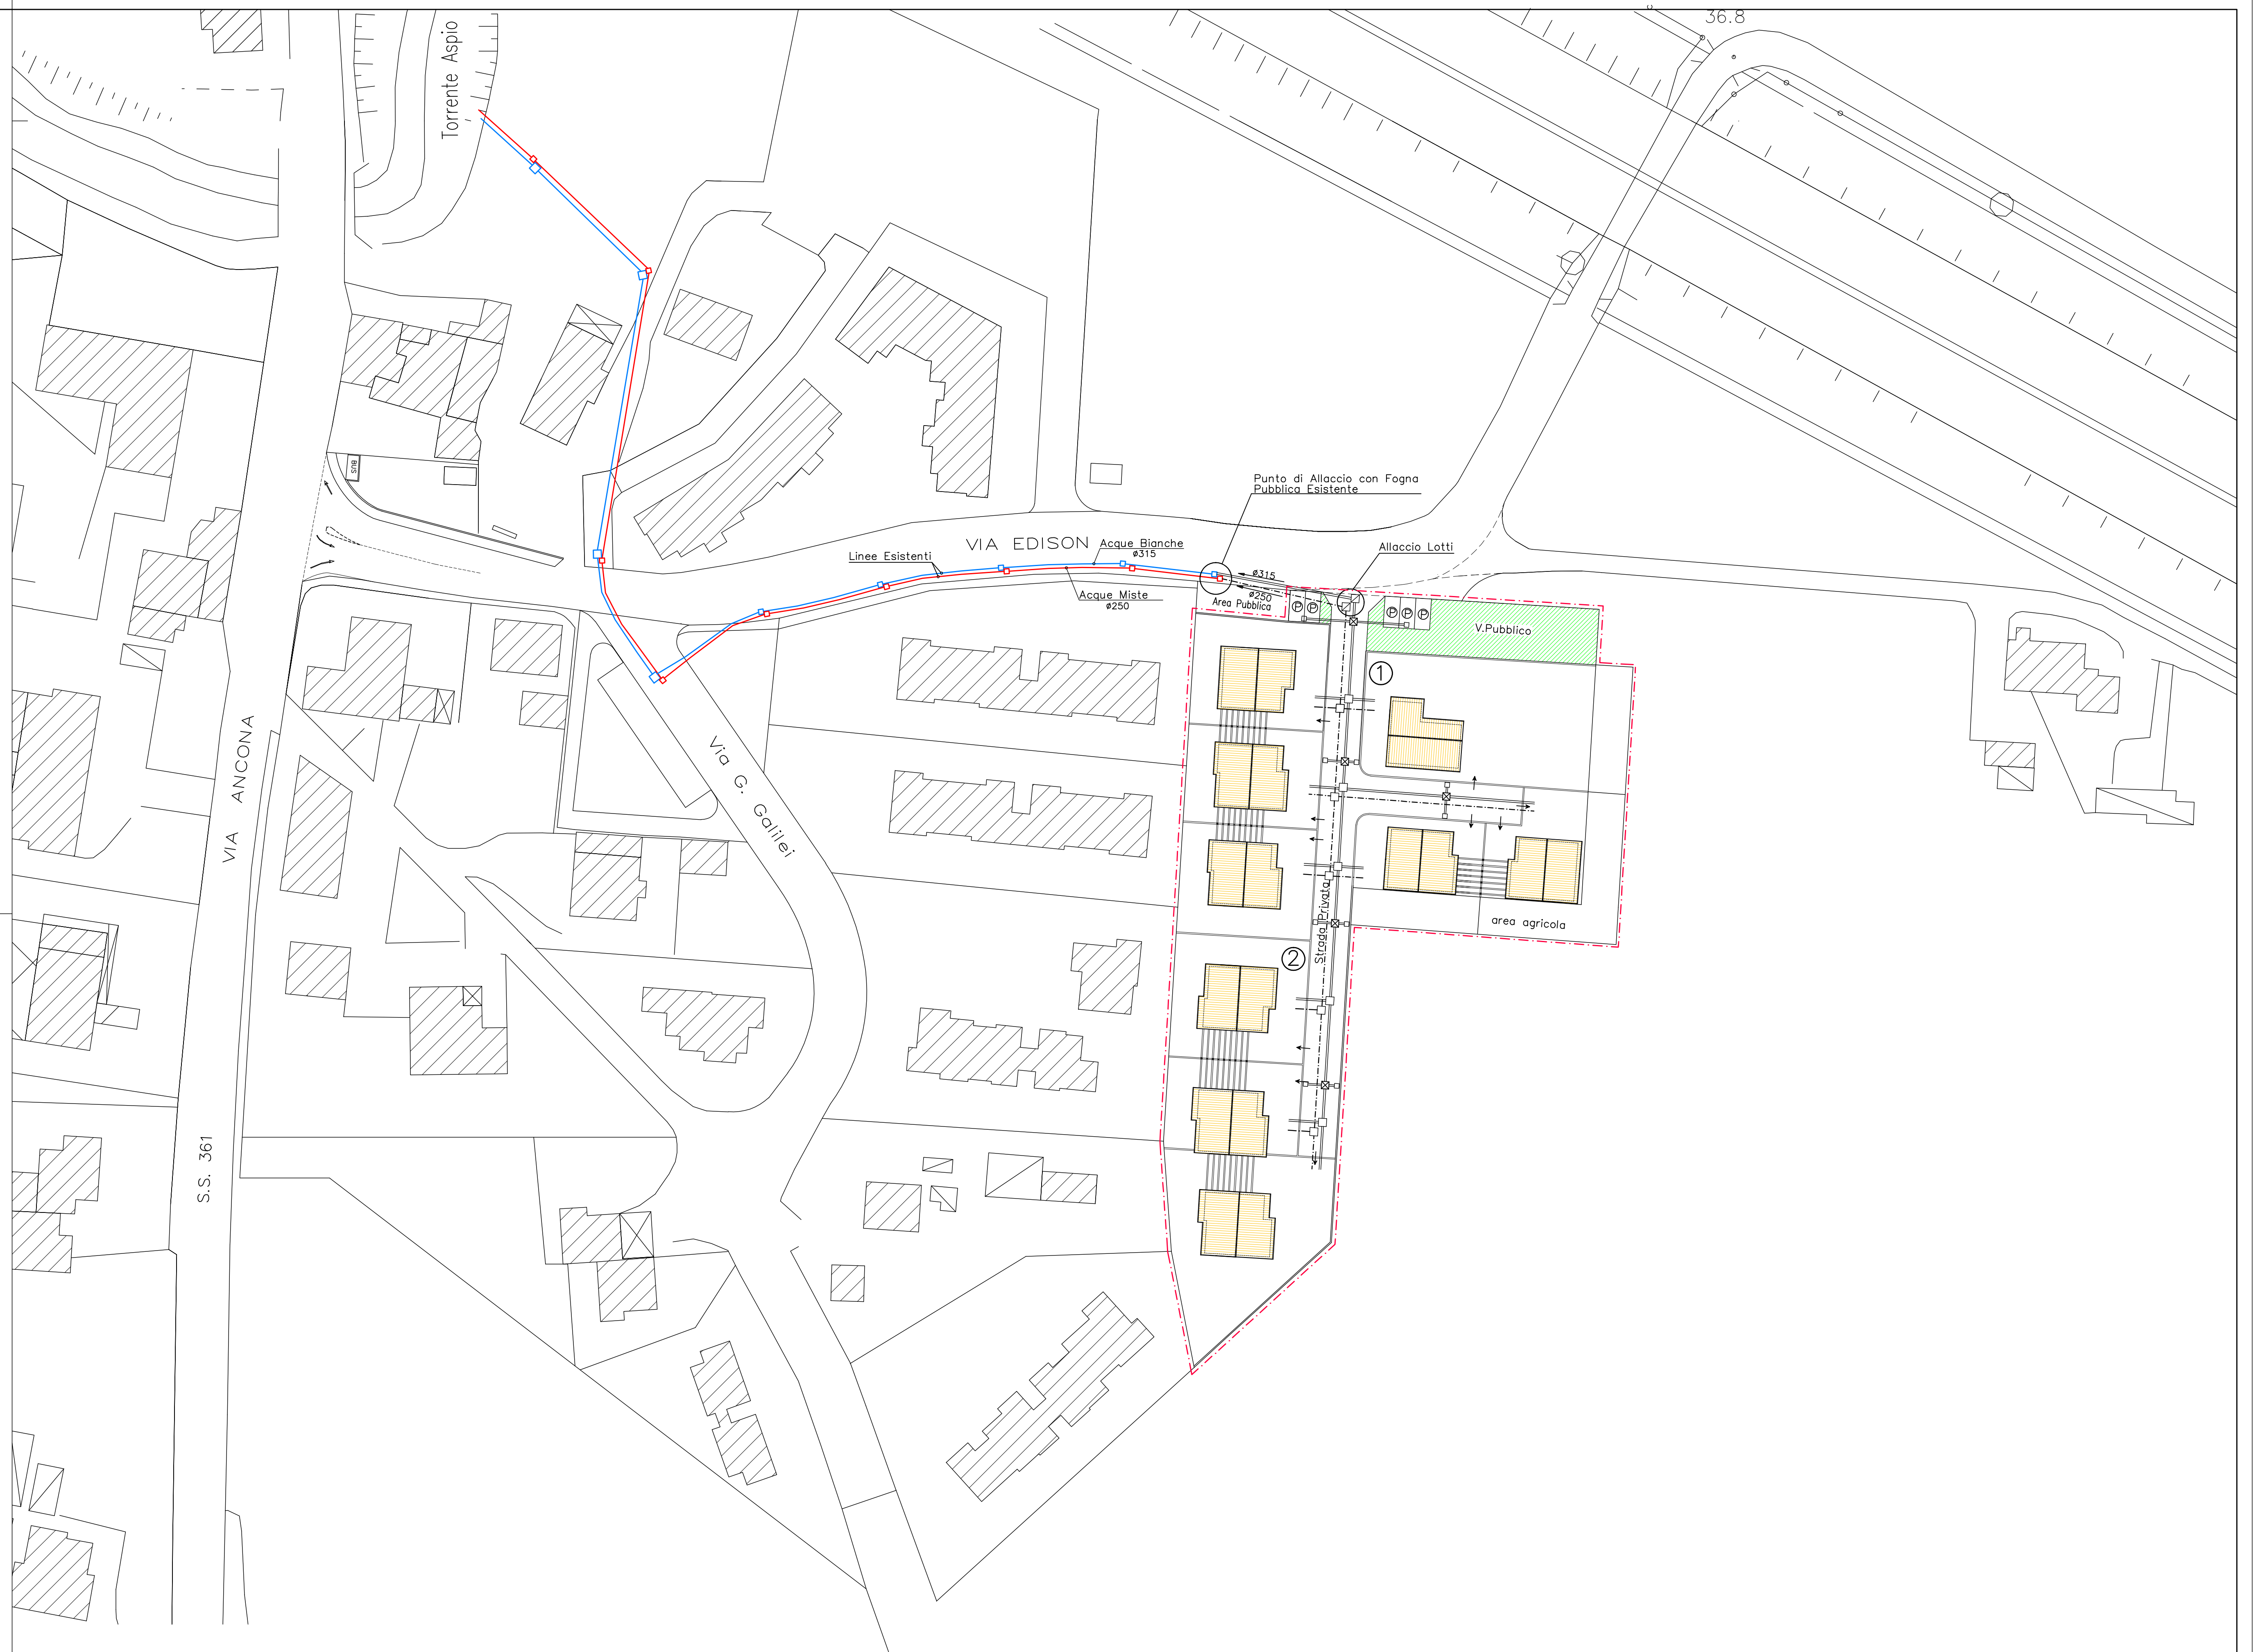 36.8
Torrente Aspio
BUS
Punto di Allaccio con Fogna
Pubblica Esistente
VIA EDISON
Acque Bianche
ø315
Linee Esistenti
Allaccio Lotti
ø315
Acque Miste
ø250
ø250
Area Pubblica
P
P
P
P
P
V.Pubblico
1
VIA ANCONA
Via G. Galilei
Strada Privata
area agricola
2
S.S. 361